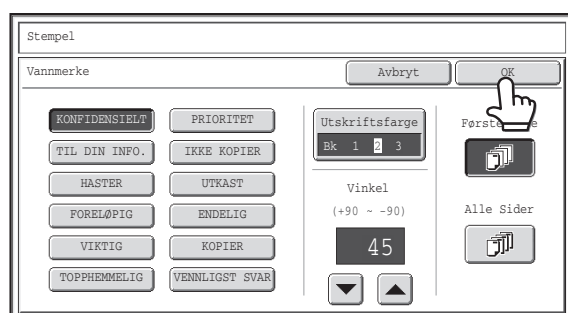 Stempel
Vannmerke
Avbryt
OK
KONFIDENSIELT
PRIORITET
TIL DIN INFO.
IKKE KOPIER
HASTER
UTKAST
FORELØPIG
ENDELIG
VIKTIG
KOPIER
TOPPHEMMELIG
VENNLIGST SVAR
Utskriftsfarge
Bk 1 2 3
Vinkel
(+90 ~ -90)
45
Alle Sider